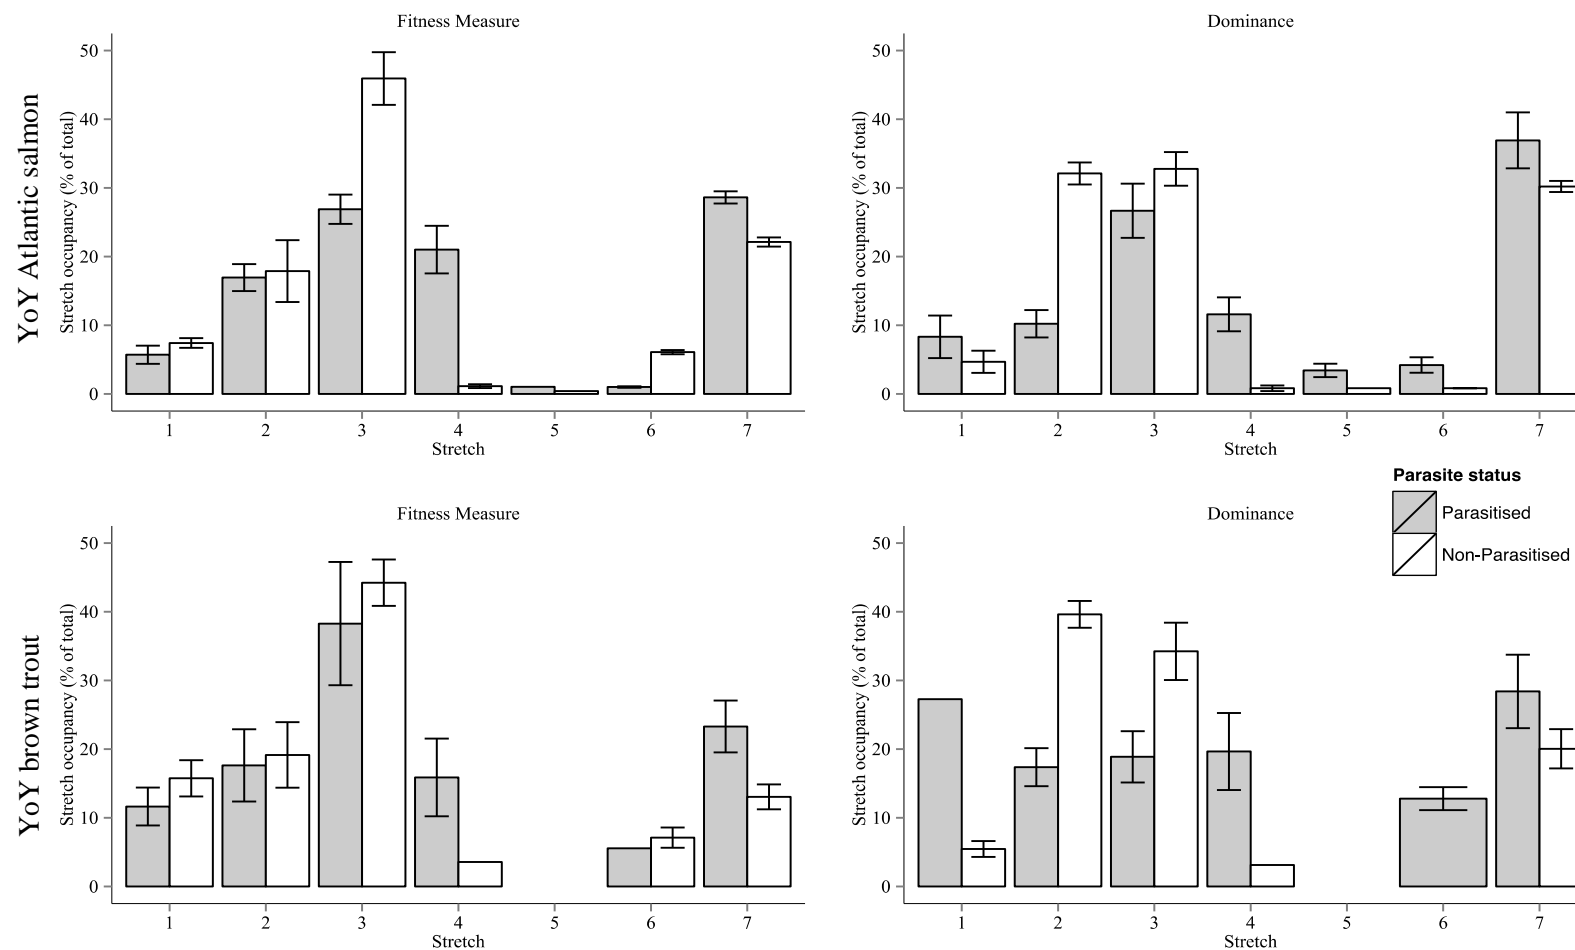 Fitness Measure
YoY Atlantic salmon
Stretch occupancy (% of total)
50
40
30
20
10
0
1 2 3 4 5 6 7
Stretch
Dominance
Stretch occupancy (% of total)
50
40
30
20
10
0
1 2 3 4 5 6 7
Stretch
Parasite status
Parasitised
Non-Parasitised
Fitness Measure
YoY brown trout
Stretch occupancy (% of total)
50
40
30
20
10
0
1 2 3 4 5 6 7
Stretch
Dominance
Stretch occupancy (% of total)
50
40
30
20
10
0
1 2 3 4 5 6 7
Stretch